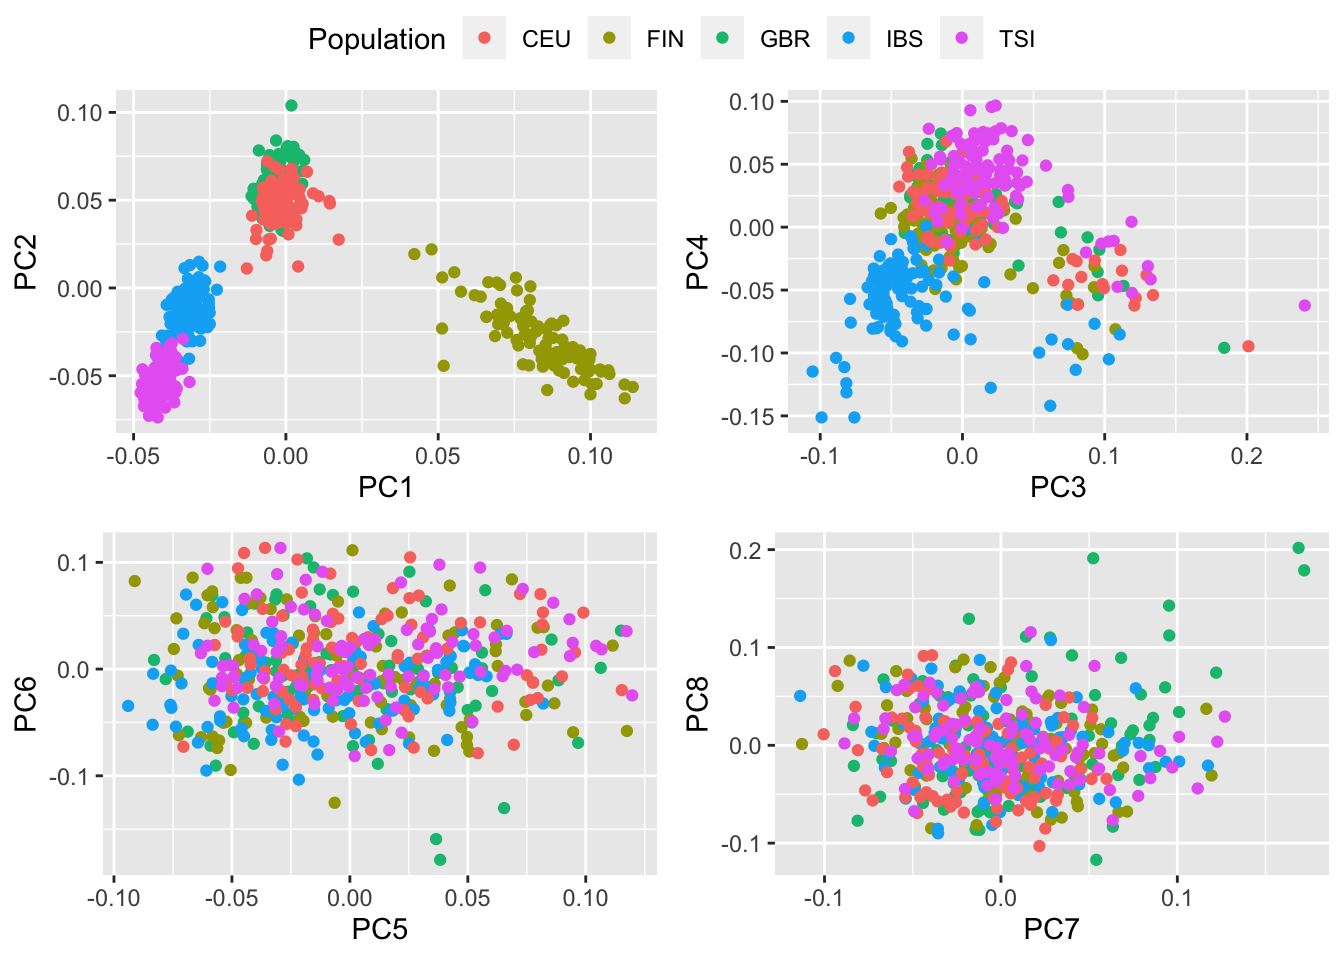 Population CEU FIN GBR IBS TSI
0.10
0.05
0.00
-0.05
PC2
-0.05 0.00 0.05 0.10
PC1
0.10
0.05
0.00
-0.05
-0.10
-0.15
PC4
-0.1 0.0 0.1 0.2
PC3
0.1
0.0
-0.1
PC6
-0.10 -0.05 0.00 0.05 0.10
PC5
0.2
0.1
0.0
-0.1
PC8
-0.1 0.0 0.1
PC7